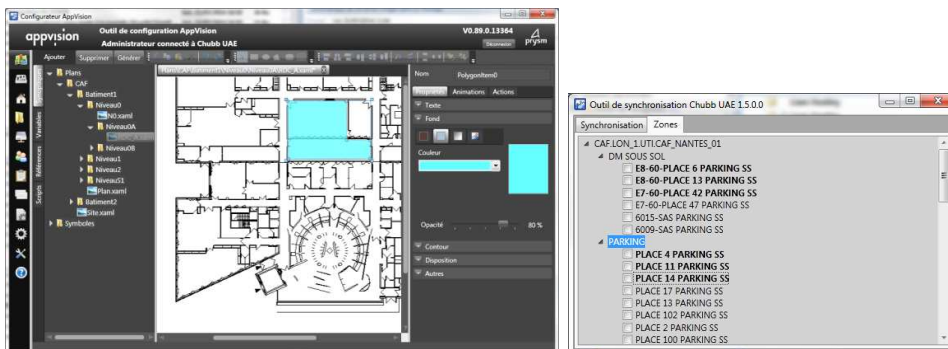 Configurateur AppVision
appvision
Outil de configuration AppVision
Administrateur connecté à Chubb UAE
V0.89.0.13364
Déconnexion
prysm
Ajouter Supprimer Générer
Variables
Références
Scripts
Plans
CAF
Batiment1
Niveau0
N0.xaml
Niveau0A
Niveau0B
Niveau1
Niveau2
NiveauS1
Plan.xaml
Batiment2
Site.xaml
Symboles
Nom PolygonItem0
Propriétés Animations Actions
Texte
Fond
Couleur
Opacité 80 %
Contour
Disposition
Autres
Outil de synchronisation Chubb UAE 1.5.0.0
Synchronisation Zones
CAF.LON_1.UTI.CAF_NANTES_01
DM SOUS SOL
E8-60-PLACE 6 PARKING SS
E8-60-PLACE 13 PARKING SS
E7-60-PLACE 42 PARKING SS
E7-60-PLACE 47 PARKING SS
6015-SAS PARKING SS
6009-SAS PARKING SS
PARKING
PLACE 4 PARKING SS
PLACE 11 PARKING SS
PLACE 14 PARKING SS
PLACE 17 PARKING SS
PLACE 13 PARKING SS
PLACE 102 PARKING SS
PLACE 2 PARKING SS
PLACE 100 PARKING SS